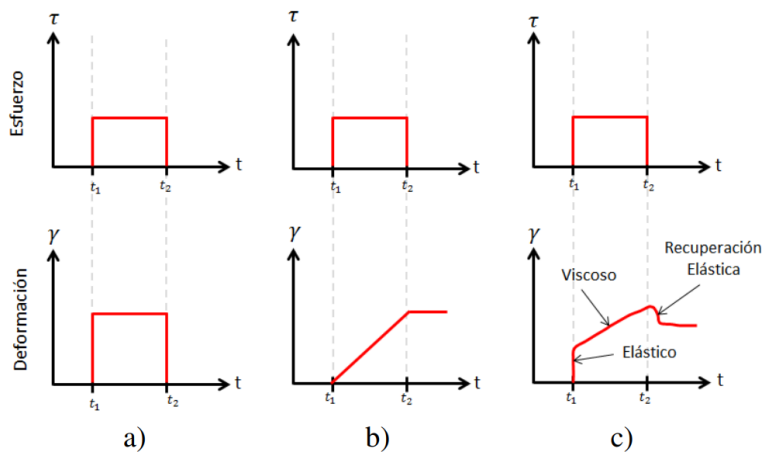 τ
τ
τ
Esfuerzo
t
t
t
t₁
t₂
t₁
t₂
t₁
t₂
γ
γ
γ
Recuperación
Elástica
Viscoso
Deformación
Elástico
t
t
t
t₁
t₂
t₁
t₂
t₁
t₂
a)
b)
c)